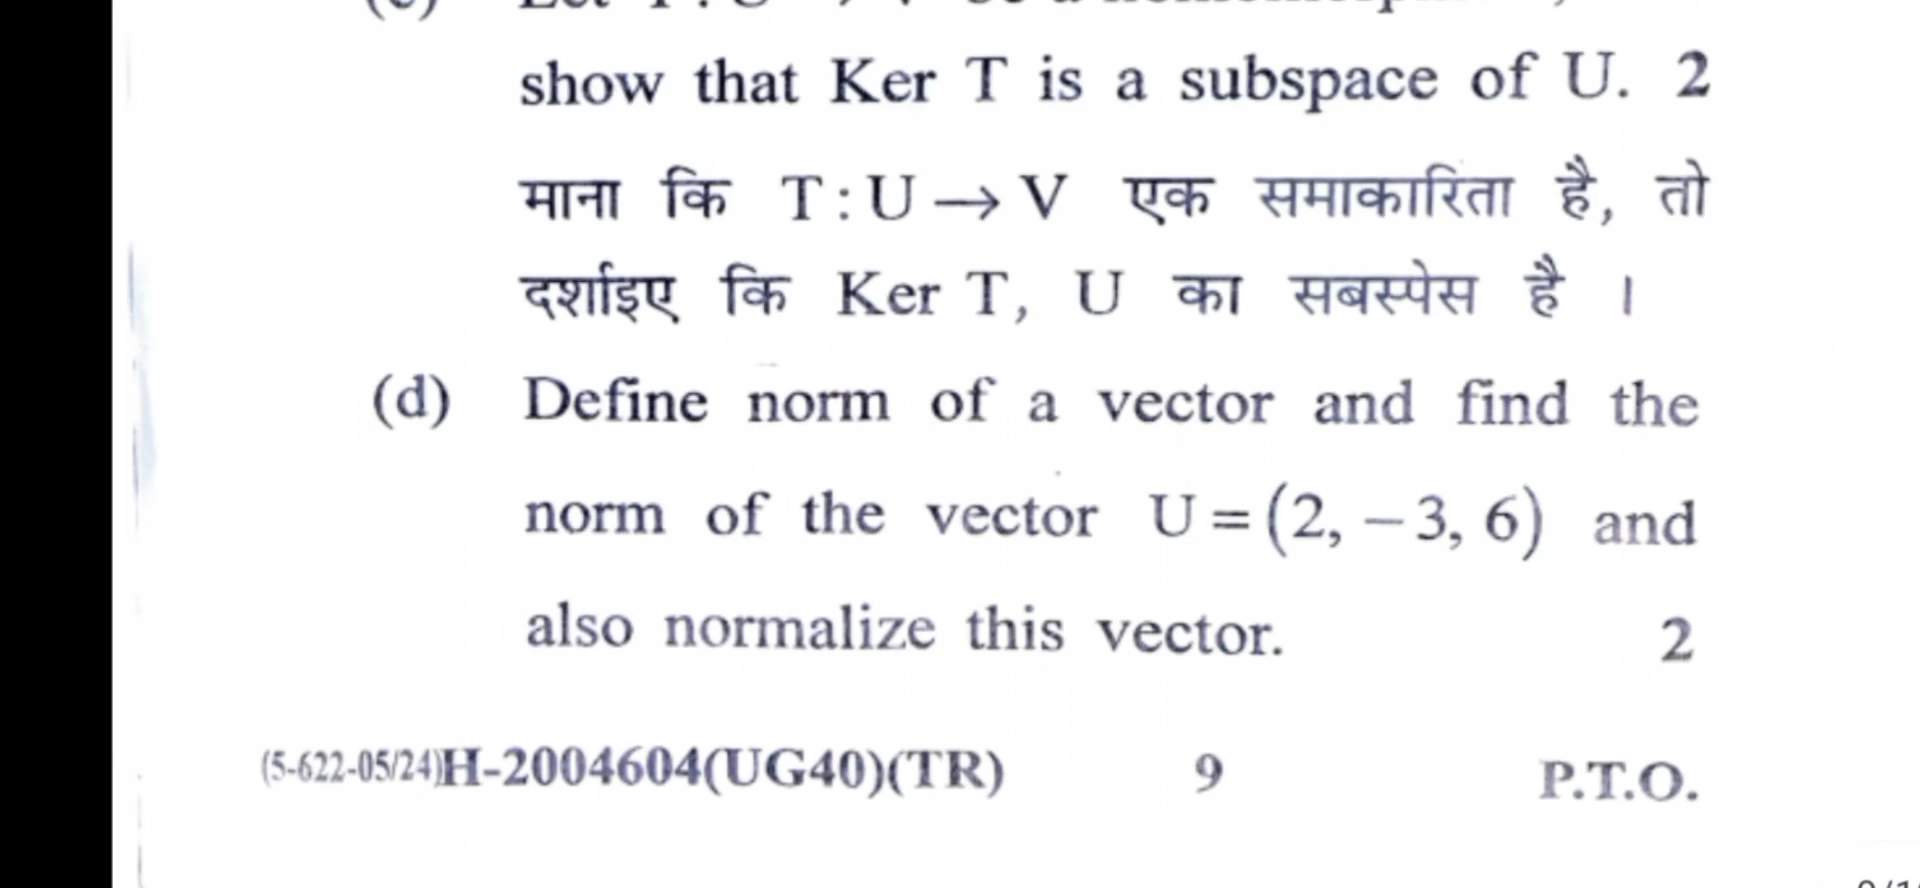 show that Ker T is a subspace of U. 2
माना कि T : U → V एक समाकारिता है, तो
दर्शाइए कि Ker T, U का सबस्पेस है ।
(d) Define norm of a vector and find the
norm of the vector U = (2, – 3, 6) and
also normalize this vector. 2
(5-622-05/24)H-2004604(UG40)(TR) 9 P.T.O.